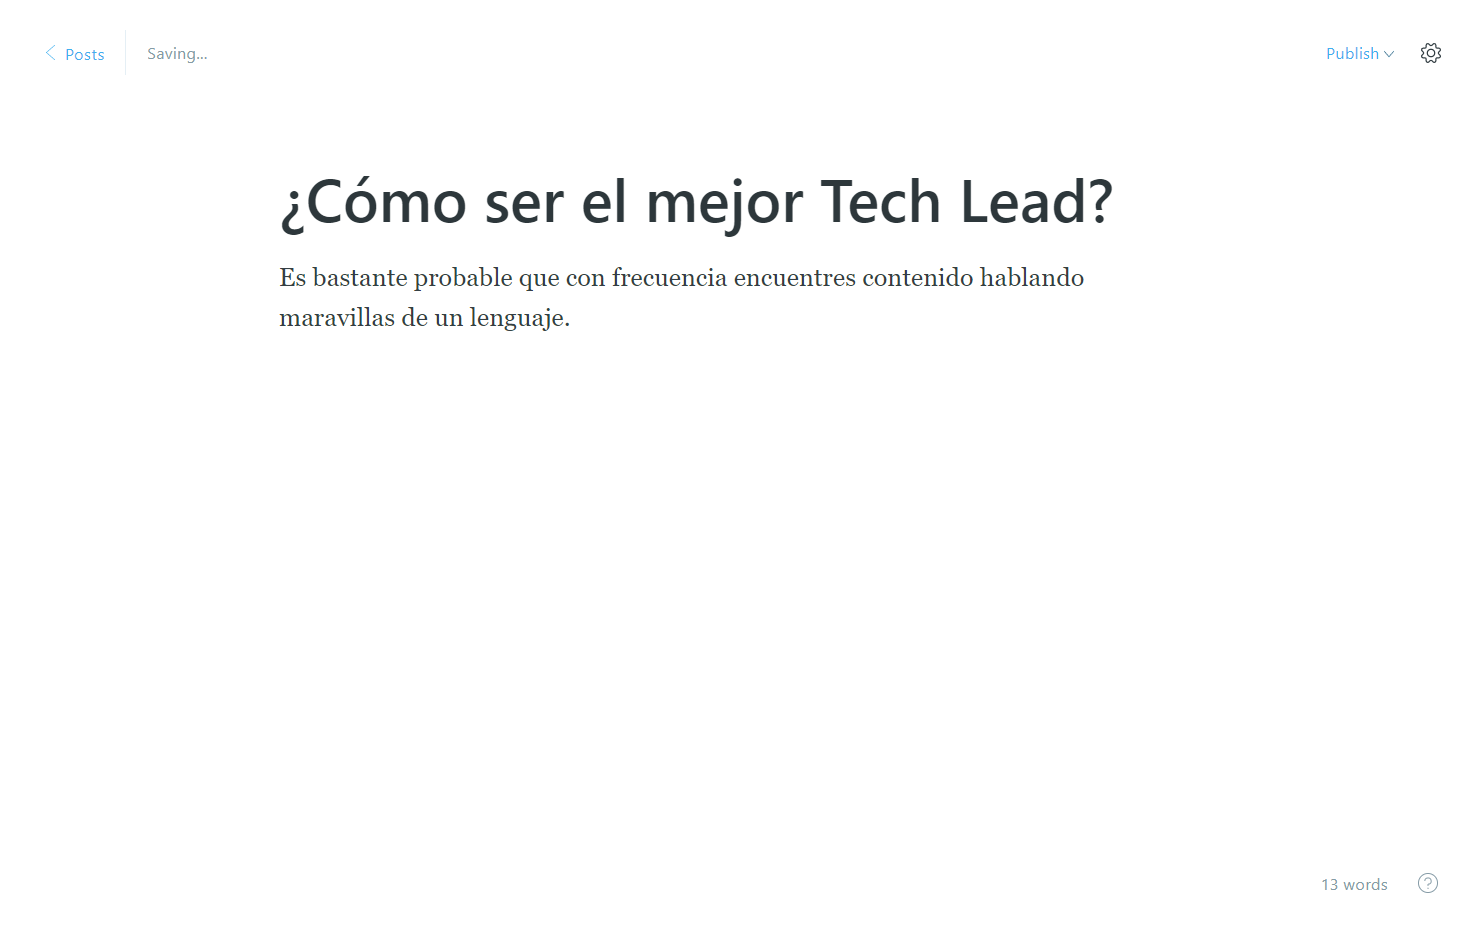 Posts
Saving...
Publish
¿Cómo ser el mejor Tech Lead?
Es bastante probable que con frecuencia encuentres contenido hablando
maravillas de un lenguaje.
13 words
?